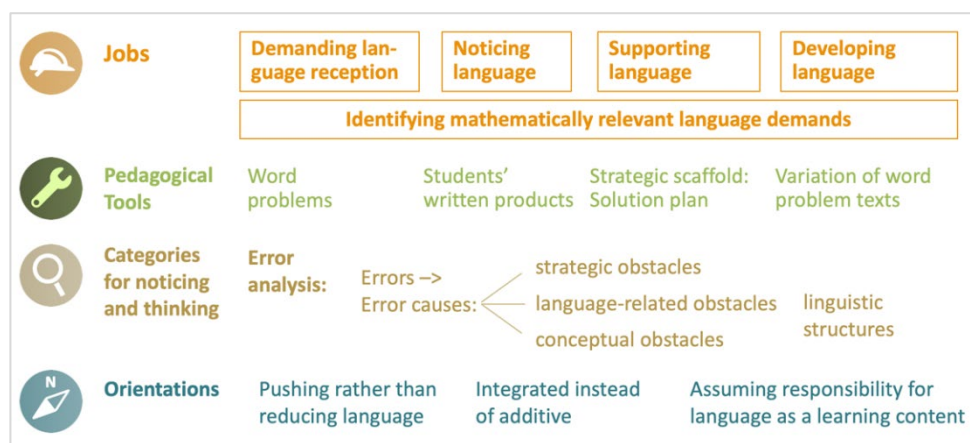 Jobs
Demanding lan-
guage reception
Noticing
language
Supporting
language
Developing
language
Identifying mathematically relevant language demands
Pedagogical
Tools
Word
problems
Students'
written products
Strategic scaffold:
Solution plan
Variation of word
problem texts
Categories
for noticing
and thinking
Error
analysis:
Errors –>
Error causes:
strategic obstacles
language-related obstacles
conceptual obstacles
linguistic
structures
N
Orientations
Pushing rather than
reducing language
Integrated instead
of additive
Assuming responsibility for
language as a learning content